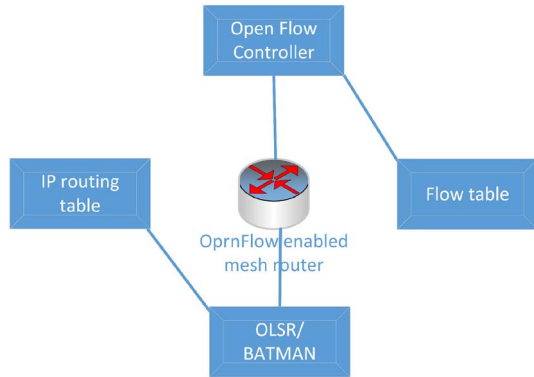 Open Flow
Controller
IP routing
table
Flow table
OprnFlow enabled
mesh router
OLSR/
BATMAN